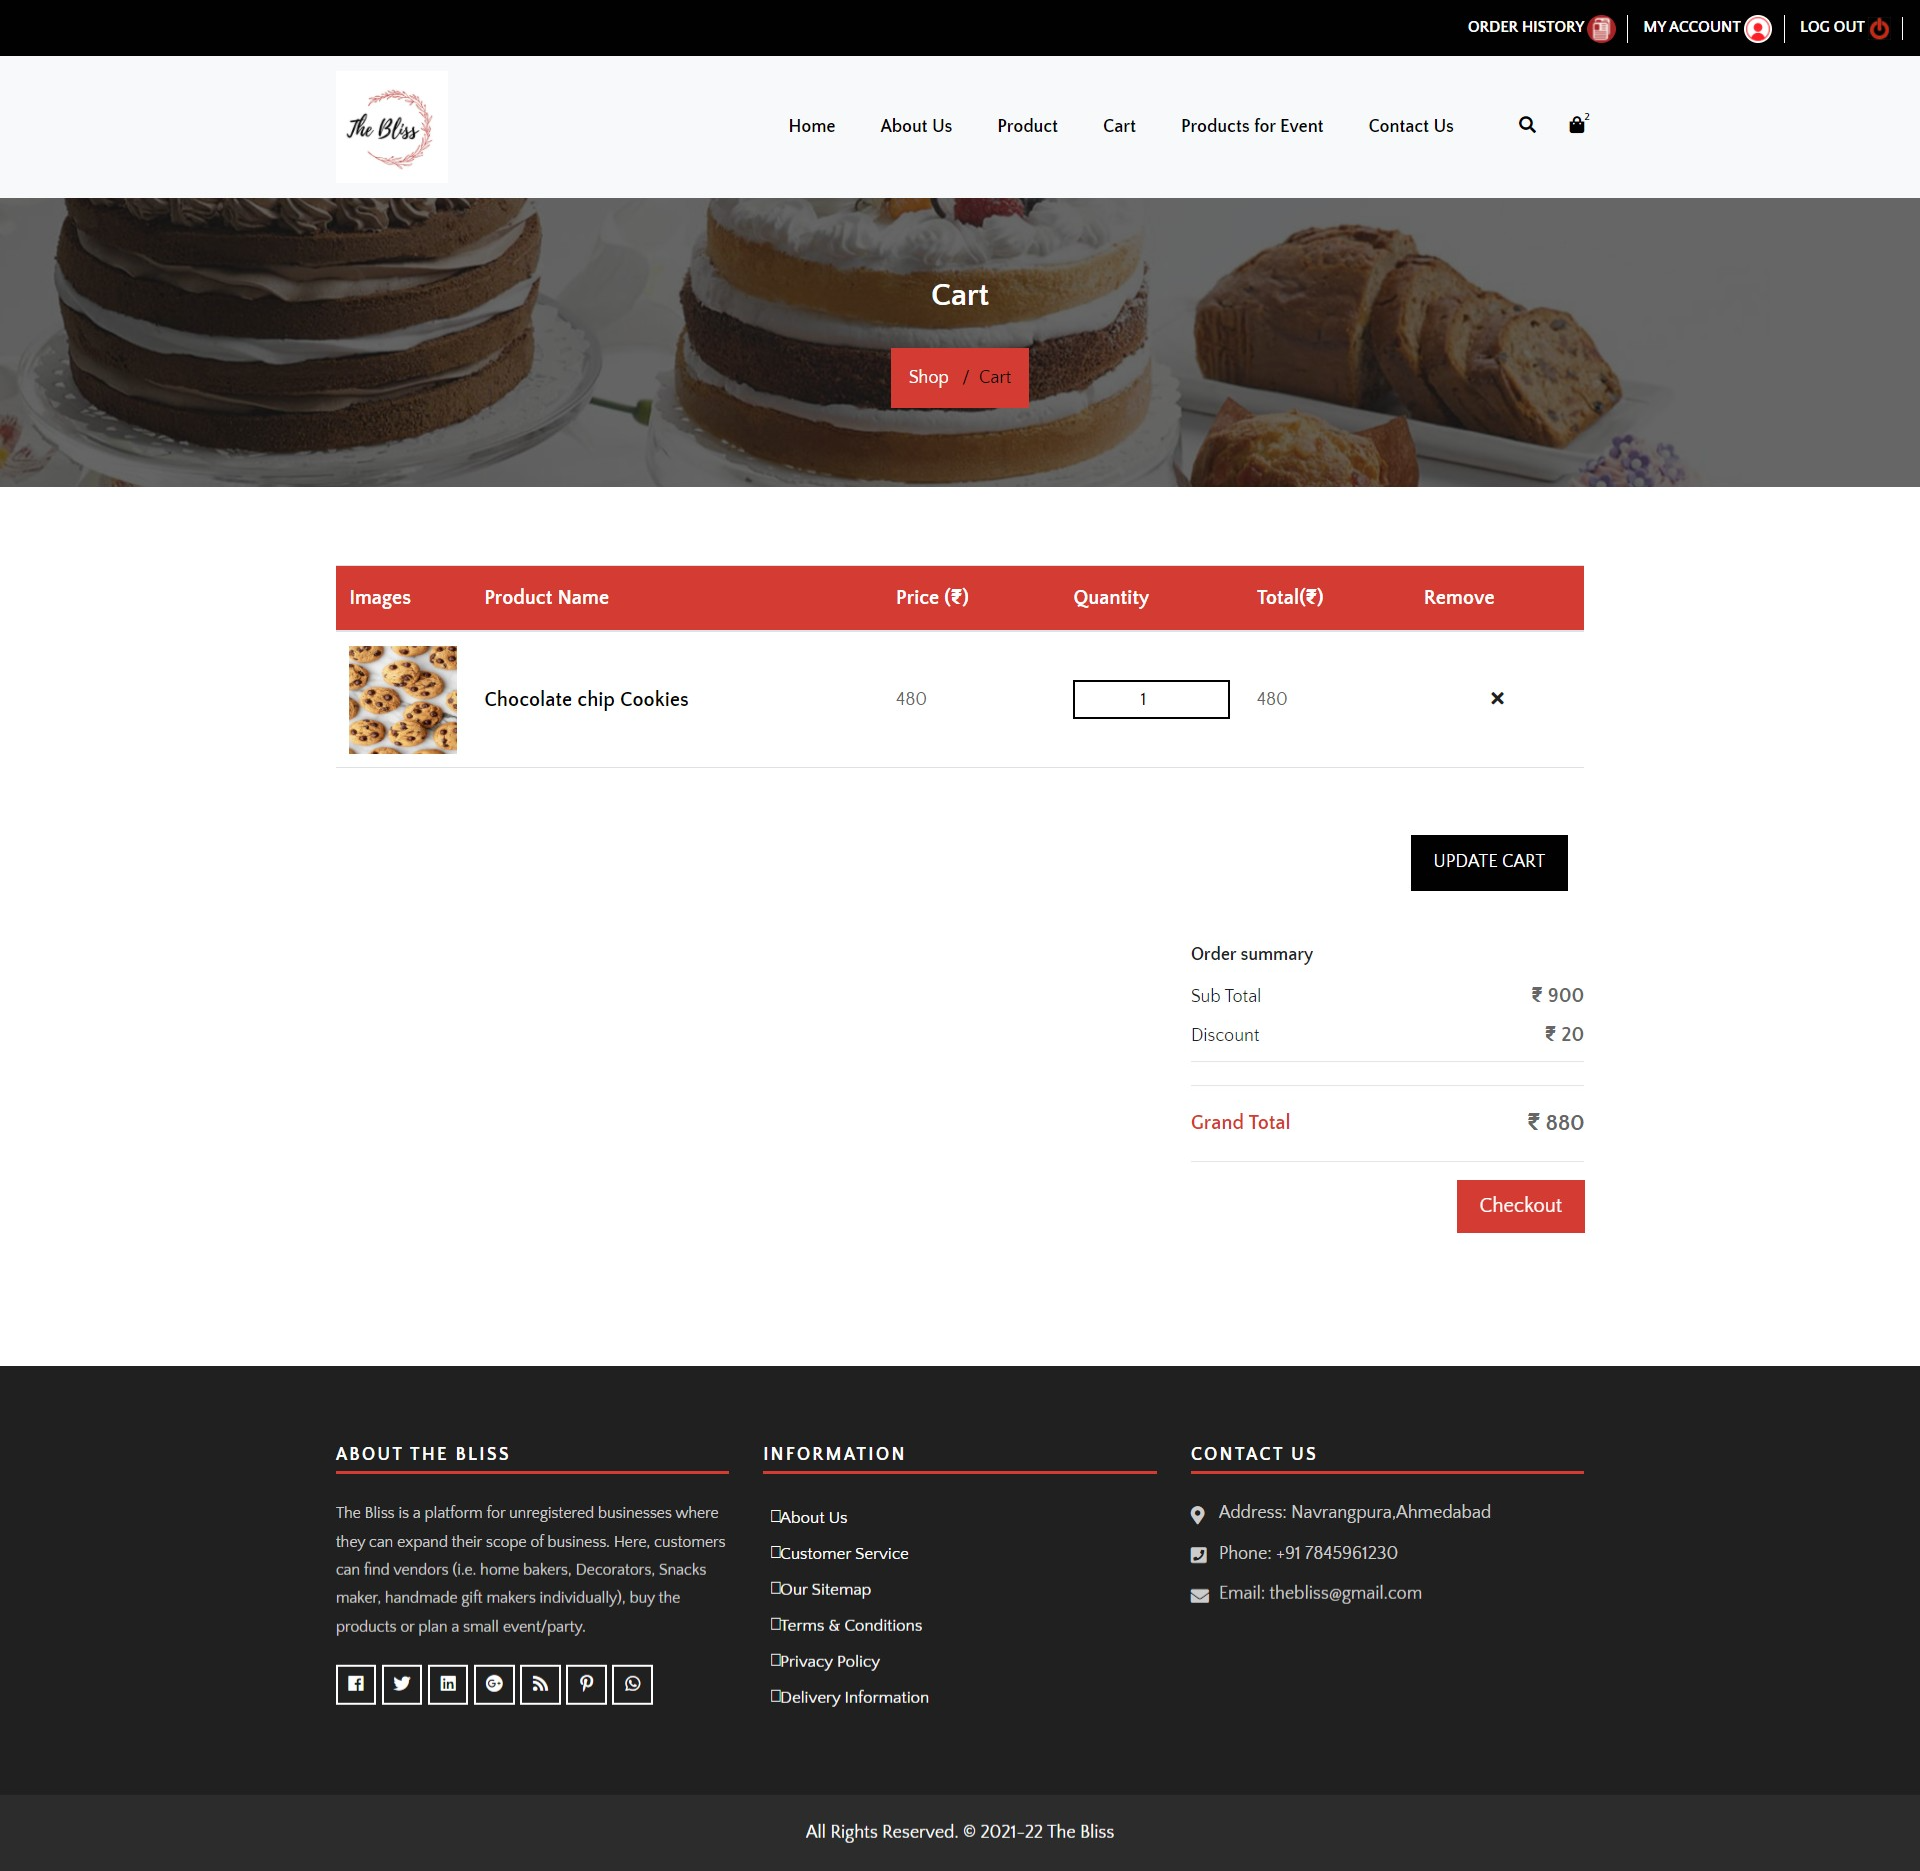 ORDER HISTORY MY ACCOUNT LOG OUT
The Bliss
Home About Us Product Cart Products for Event Contact Us 2
Cart
Shop / Cart
Images Product Name Price (₹) Quantity Total(₹) Remove
Chocolate chip Cookies 480 1 480
UPDATE CART
Order summary
Sub Total ₹ 900
Discount ₹ 20
Grand Total ₹ 880
Checkout
ABOUT THE BLISS
The Bliss is a platform for unregistered businesses where
they can expand their scope of business. Here, customers
can find vendors (i.e. home bakers, Decorators, Snacks
maker, handmade gift makers individually), buy the
products or plan a small event/party.
INFORMATION
About Us
Customer Service
Our Sitemap
Terms & Conditions
Privacy Policy
Delivery Information
CONTACT US
Address: Navrangpura,Ahmedabad
Phone: +91 7845961230
Email: thebliss@gmail.com
All Rights Reserved. © 2021-22 The Bliss